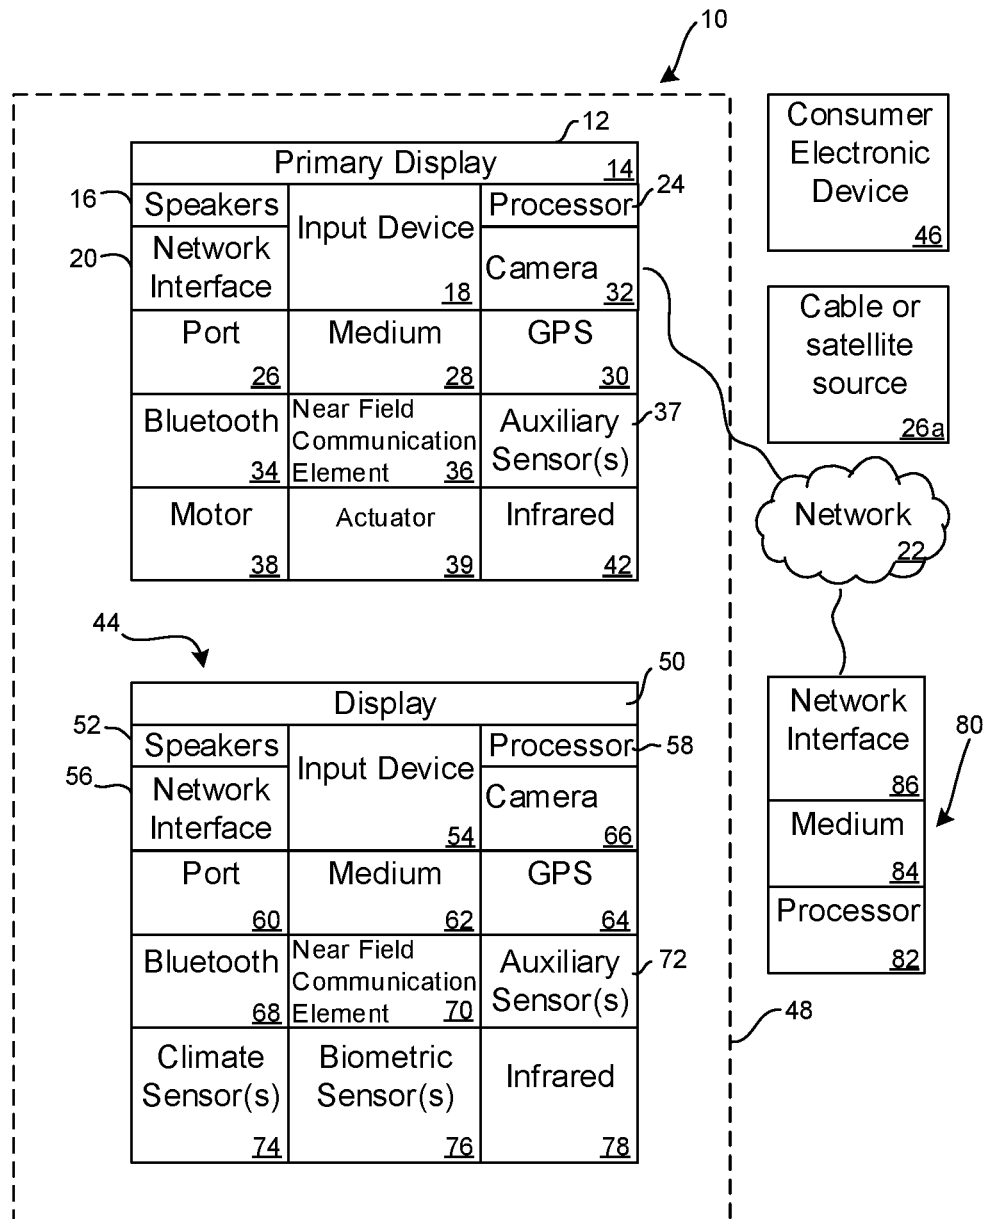 10
12
Primary Display
14
16
Speakers
Input Device
18
Processor
24
20
Network
Interface
Camera
32
Port
26
Medium
28
GPS
30
Bluetooth
34
Near Field
Communication
Element
36
Auxiliary
Sensor(s)
37
Motor
38
Actuator
39
Infrared
42
Consumer
Electronic
Device
46
Cable or
satellite
source
26a
Network
22
44
50
Display
52
Speakers
Input Device
54
Processor
58
56
Network
Interface
Camera
66
Port
60
Medium
62
GPS
64
Bluetooth
68
Near Field
Communication
Element
70
Auxiliary
Sensor(s)
72
Climate
Sensor(s)
74
Biometric
Sensor(s)
76
Infrared
78
48
Network
Interface
86
80
Medium
84
Processor
82